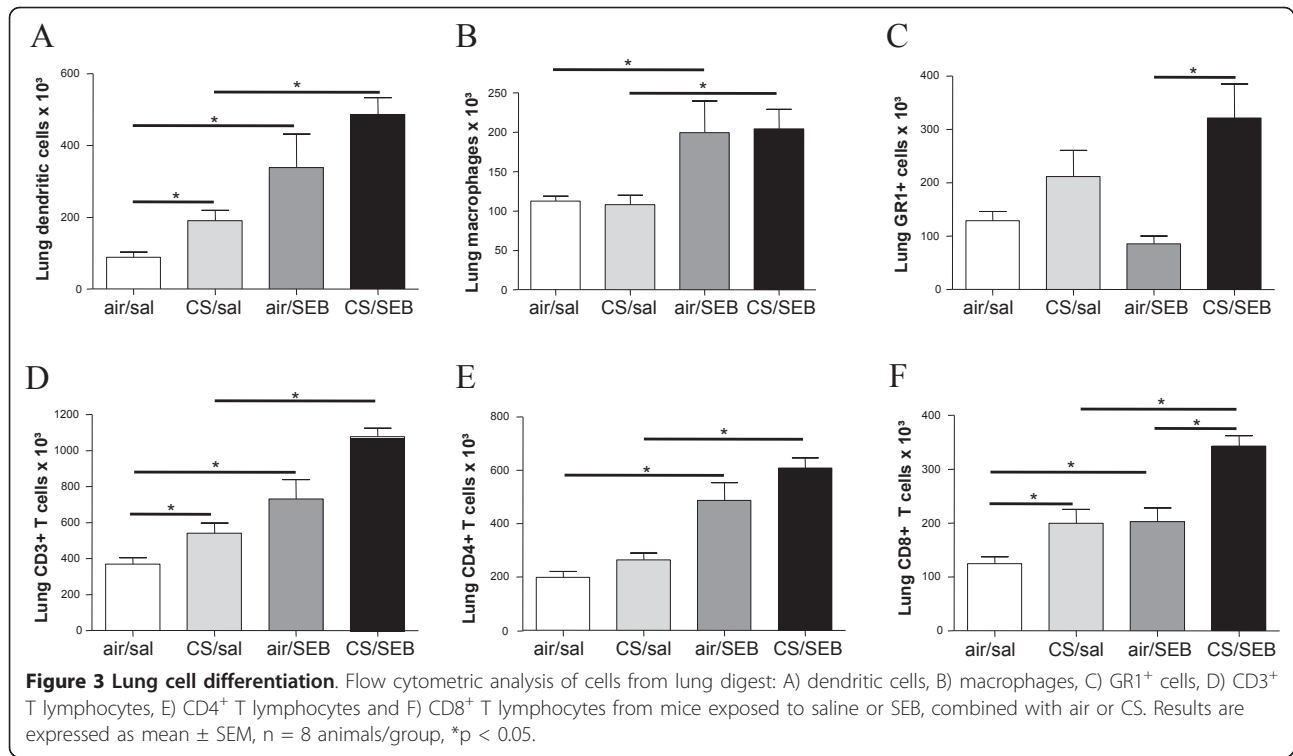 A
Lung dendritic cells x 10³
600
400
200
0
*
*
*
air/sal CS/sal air/SEB CS/SEB
B
Lung macrophages x 10³
250
200
150
100
50
0
*
*
air/sal CS/sal air/SEB CS/SEB
C
Lung GR1+ cells x 10³
400
300
200
100
0
*
air/sal CS/sal air/SEB CS/SEB
D
Lung CD3+ T cells x 10³
1200
1000
800
600
400
200
0
*
*
*
air/sal CS/sal air/SEB CS/SEB
E
Lung CD4+ T cells x 10³
800
600
400
200
0
*
*
air/sal CS/sal air/SEB CS/SEB
F
Lung CD8+ T cells x 10³
400
300
200
100
0
*
*
*
*
air/sal CS/sal air/SEB CS/SEB
Figure 3 Lung cell differentiation. Flow cytometric analysis of cells from lung digest: A) dendritic cells, B) macrophages, C) GR1⁺ cells, D) CD3⁺
T lymphocytes, E) CD4⁺ T lymphocytes and F) CD8⁺ T lymphocytes from mice exposed to saline or SEB, combined with air or CS. Results are
expressed as mean ± SEM, n = 8 animals/group, *p < 0.05.